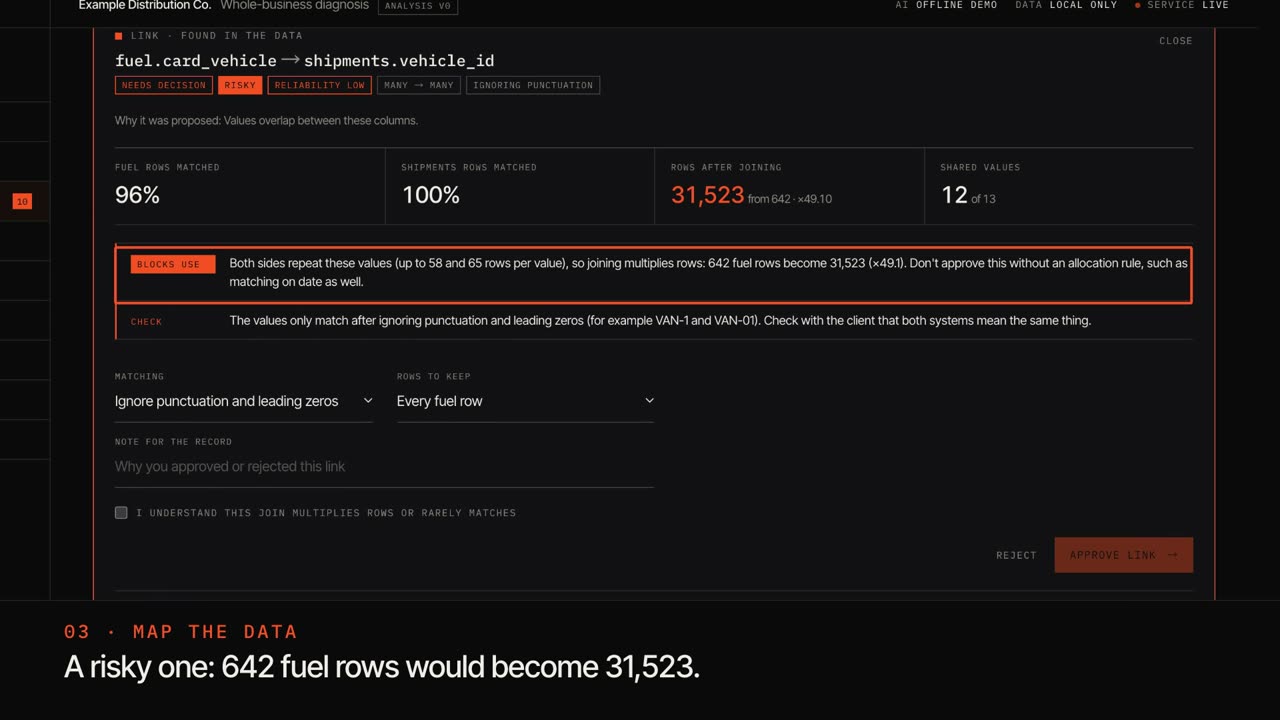 Example Distribution Co. Whole-business diagnosis ANALYSIS V0 AI OFFLINE DEMO DATA LOCAL ONLY SERVICE LIVE
LINK · FOUND IN THE DATA CLOSE
fuel.card_vehicle → shipments.vehicle_id
NEEDS DECISION RISKY RELIABILITY LOW MANY → MANY IGNORING PUNCTUATION
Why it was proposed: Values overlap between these columns.
FUEL ROWS MATCHED SHIPMENTS ROWS MATCHED ROWS AFTER JOINING SHARED VALUES
10 96% 100% 31,523 from 642 · ×49.10 12 of 13
BLOCKS USE Both sides repeat these values (up to 58 and 65 rows per value), so joining multiplies rows: 642 fuel rows become 31,523 (×49.1). Don't approve this without an allocation rule, such as
matching on date as well.
CHECK The values only match after ignoring punctuation and leading zeros (for example VAN-1 and VAN-01). Check with the client that both systems mean the same thing.
MATCHING ROWS TO KEEP
Ignore punctuation and leading zeros Every fuel row
NOTE FOR THE RECORD
Why you approved or rejected this link
I UNDERSTAND THIS JOIN MULTIPLIES ROWS OR RARELY MATCHES
REJECT APPROVE LINK →
03 · MAP THE DATA
A risky one: 642 fuel rows would become 31,523.